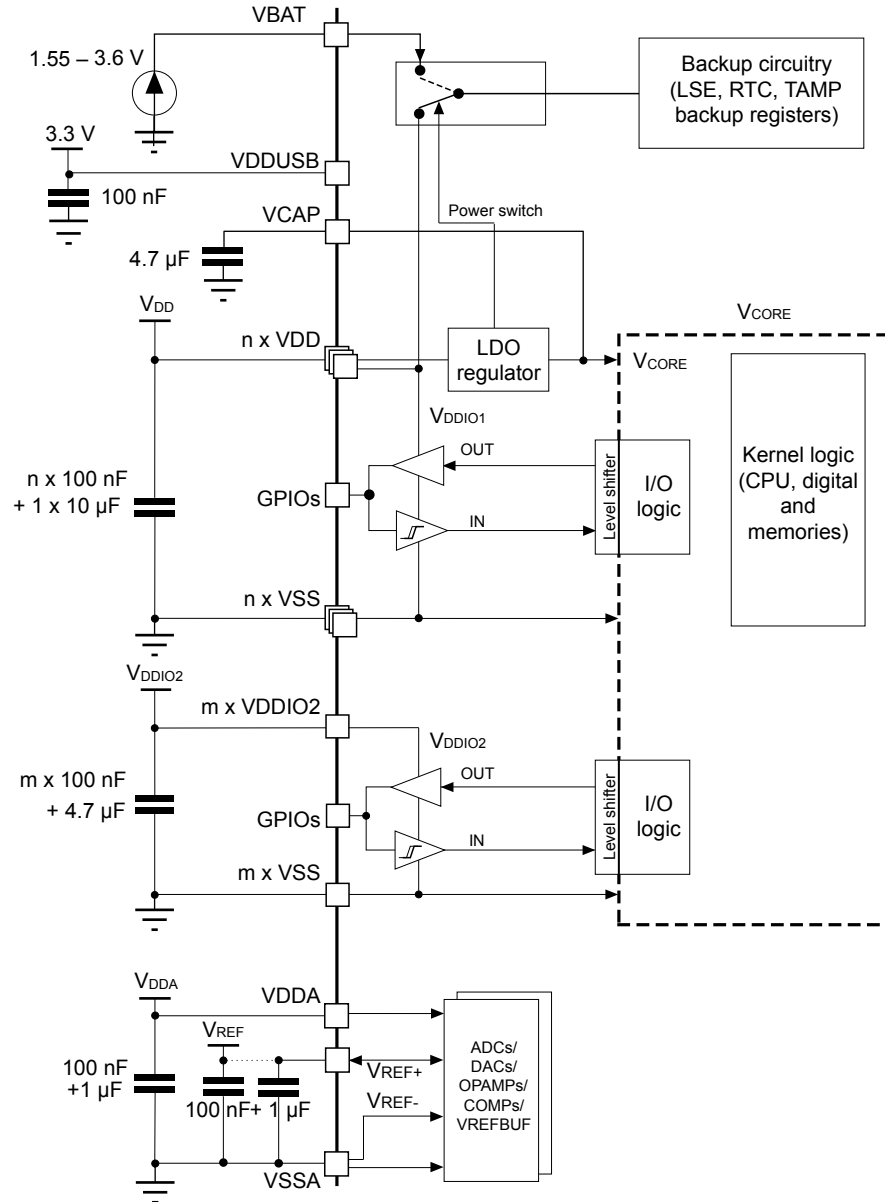 VBAT
1.55 – 3.6 V
Backup circuitry
(LSE, RTC, TAMP
backup registers)
3.3 V
VDDUSB
100 nF
VCAP
Power switch
4.7 µF
VDD
VCORE
n x VDD
LDO
regulator
VCORE
VDDIO1
OUT
n x 100 nF
+ 1 x 10 µF
GPIOs
IN
Level shifter
I/O
logic
Kernel logic
(CPU, digital
and
memories)
n x VSS
VDDIO2
m x VDDIO2
VDDIO2
OUT
m x 100 nF
+ 4.7 µF
GPIOs
IN
Level shifter
I/O
logic
m x VSS
VDDA
VDDA
VREF
100 nF
+1 µF
100 nF
+ 1 µF
VREF+
VREF-
ADCs/
DACs/
OPAMPs/
COMPs/
VREFBUF
VSSA